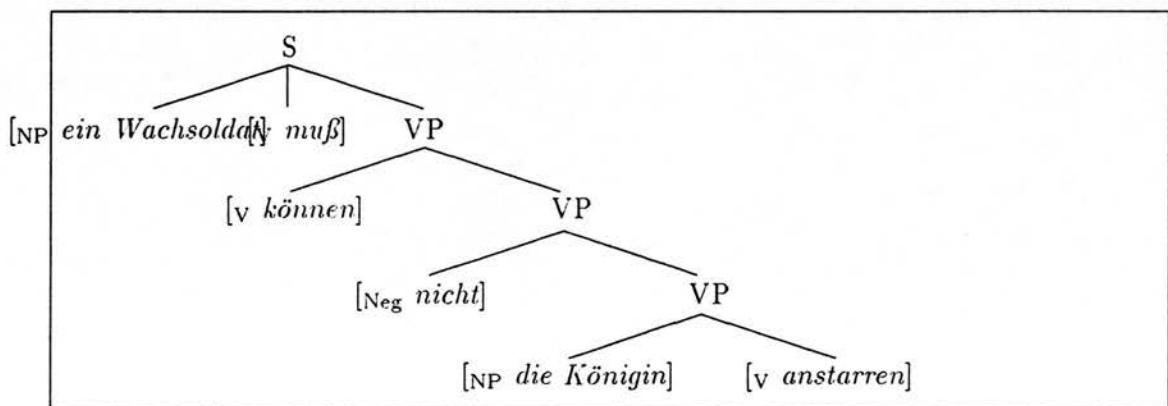 S
[NP ein Wachsoldat] [V muß] VP
[V können] VP
[Neg nicht] VP
[NP die Königin] [V anstarren]